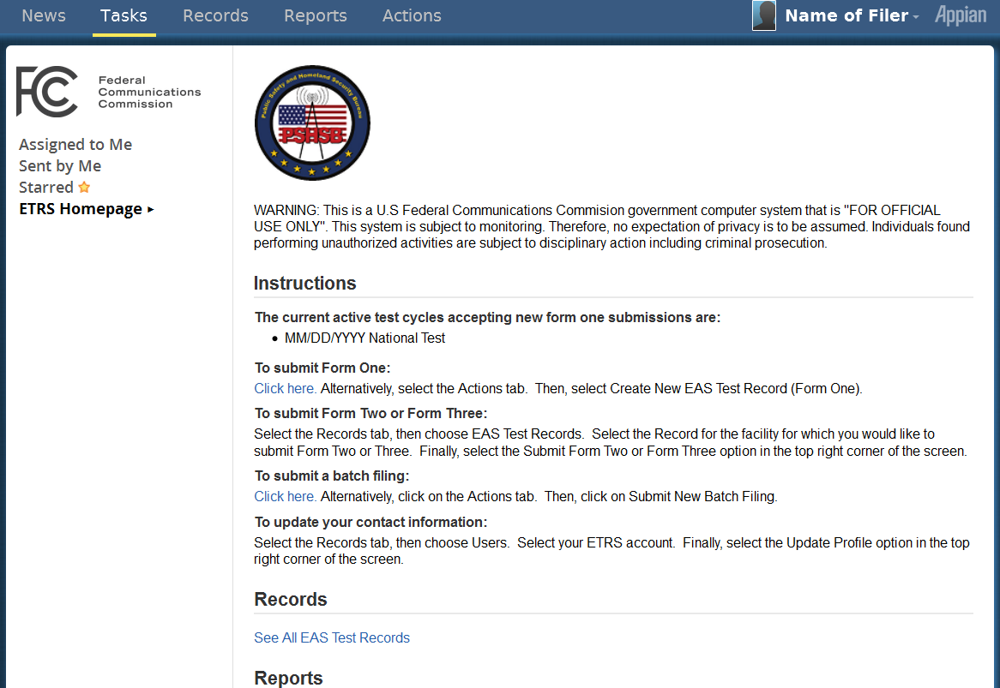 News Tasks Records Reports Actions Name of Filer Appian
FCC Federal
Communications
Commission
Assigned to Me
Sent by Me
Starred
ETRS Homepage
Public Safety and Homeland Security Bureau
PSHSB
WARNING: This is a U.S Federal Communications Commision government computer system that is "FOR OFFICIAL
USE ONLY". This system is subject to monitoring. Therefore, no expectation of privacy is to be assumed. Individuals found
performing unauthorized activities are subject to disciplinary action including criminal prosecution.
Instructions
The current active test cycles accepting new form one submissions are:
• MM/DD/YYYY National Test
To submit Form One:
Click here. Alternatively, select the Actions tab. Then, select Create New EAS Test Record (Form One).
To submit Form Two or Form Three:
Select the Records tab, then choose EAS Test Records. Select the Record for the facility for which you would like to
submit Form Two or Three. Finally, select the Submit Form Two or Form Three option in the top right corner of the screen.
To submit a batch filing:
Click here. Alternatively, click on the Actions tab. Then, click on Submit New Batch Filing.
To update your contact information:
Select the Records tab, then choose Users. Select your ETRS account. Finally, select the Update Profile option in the top
right corner of the screen.
Records
See All EAS Test Records
Reports